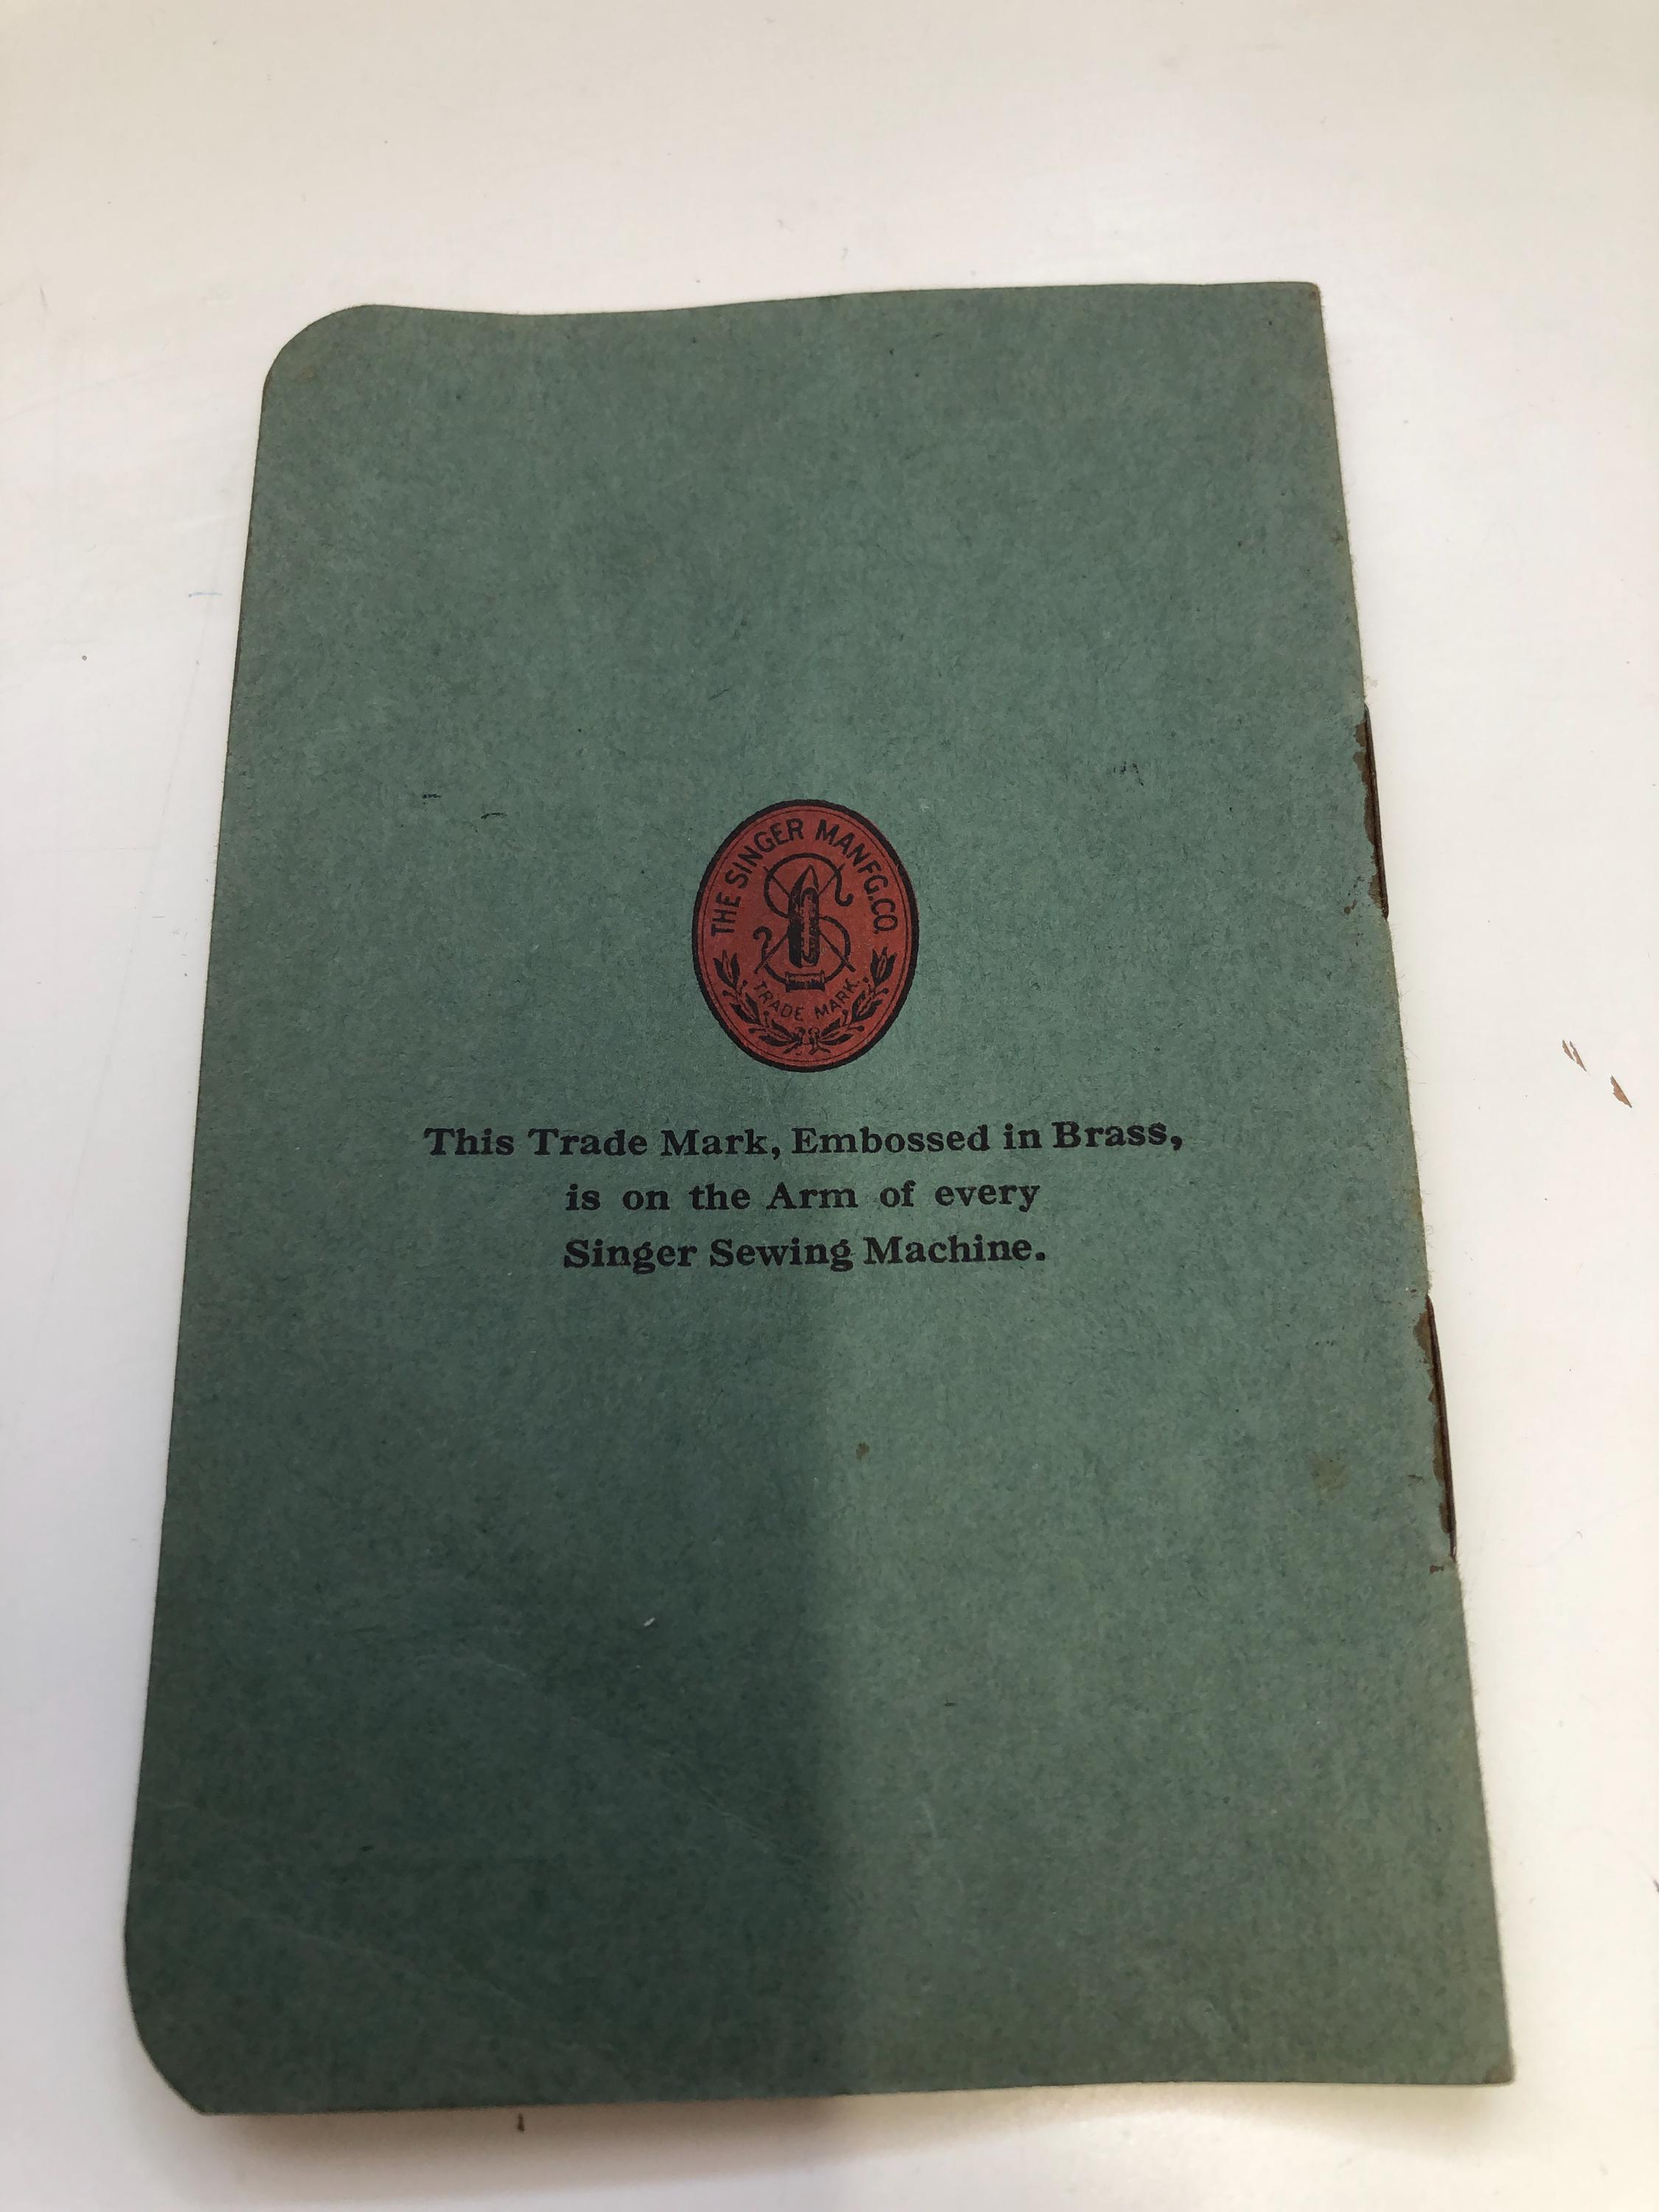 THE SINGER MANFG. CO.
TRADE MARK.
This Trade Mark, Embossed in Brass,
is on the Arm of every
Singer Sewing Machine.